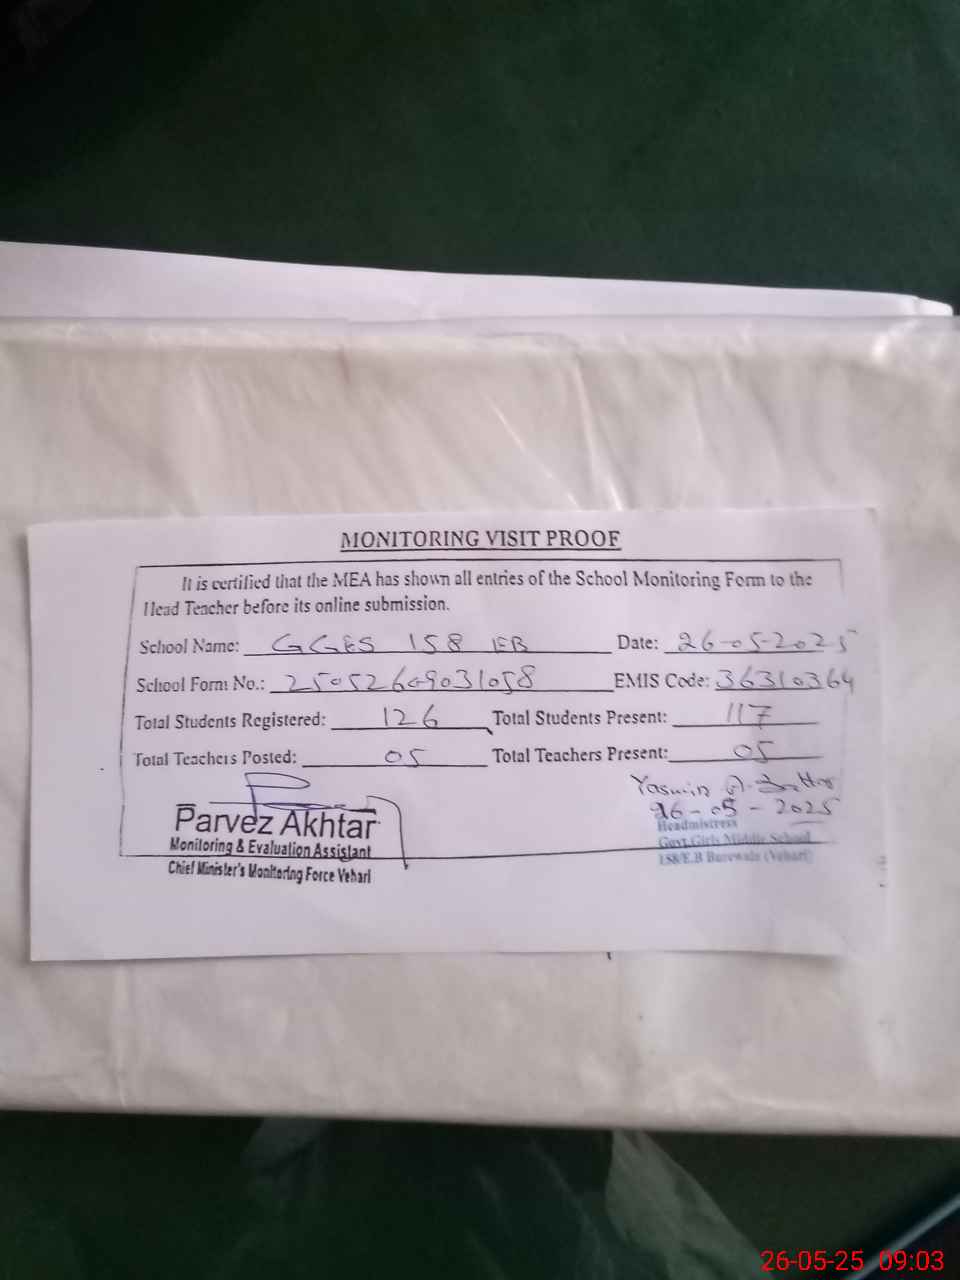 MONITORING VISIT PROOF
It is certified that the MEA has shown all entries of the School Monitoring Form to the
Head Teacher before its online submission.
School Name: GGES 158 EB Date: 26-05-2025
School Form No.: 25052609031058 EMIS Code: 36310364
Total Students Registered: 126 Total Students Present: 117
Total Teachers Posted: 05 Total Teachers Present: 05
Yasmin
26-05-2025
Parvez Akhtar
Monitoring & Evaluation Assistant
Chief Minister's Monitoring Force Vehari
Headmistress
Govt.Girls Middle School
158/E.B Burewala (Vehari)
26-05-25 09:03